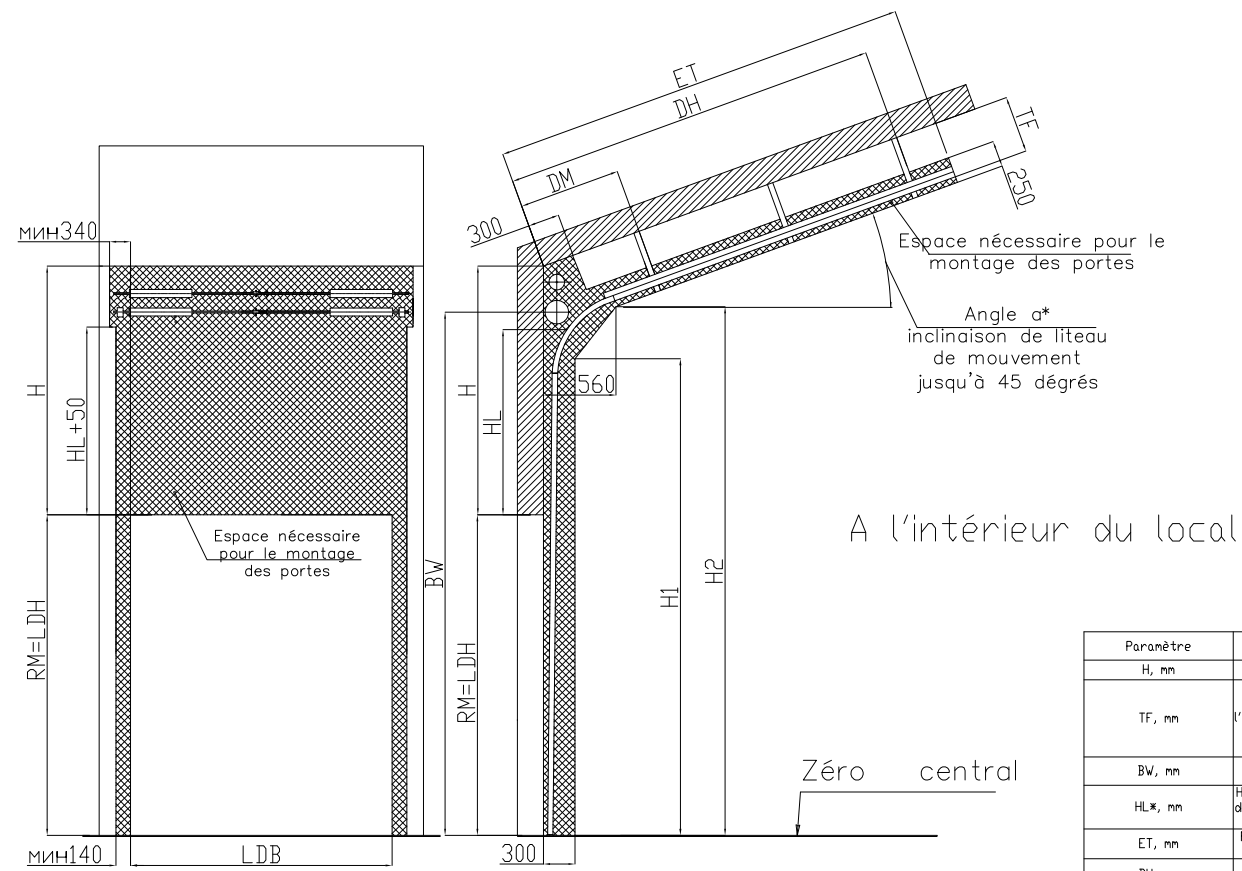 ET
DH
TF
DM
300
250
мин340
Espace nécessaire pour le
montage des portes
Angle a*
inclinaison de liteau
de mouvement
jusqu'à 45 dégrés
H
HL+50
H
HL
560
Espace nécessaire
pour le montage
des portes
BW
A l'intérieur du local
H1
H2
RM=LDH
RM=LDH
Zéro central
мин140
LDB
300
Paramètre
H, mm
TF, mm
l'
BW, mm
HL*, mm
H
d
ET, mm